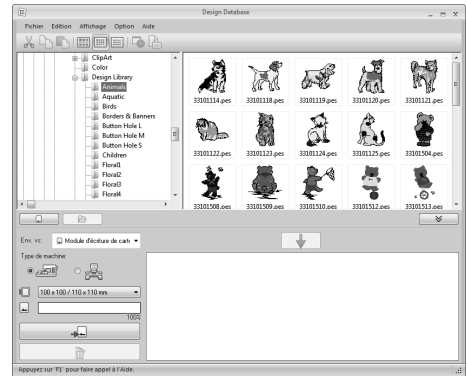 Design Database
Fichier Edition Affichage Option Aide
ClipArt
Color
Design Library
Animals
Aquatic
Birds
Borders & Banners
Button Hole L
Button Hole M
Button Hole S
Children
Floral1
Floral2
Floral3
Floral4
33101114.pes 33101118.pes 33101119.pes 33101120.pes 33101121.pes
33101122.pes 33101123.pes 33101124.pes 33101125.pes 33101504.pes
33101508.pes 33101509.pes 33101510.pes 33101512.pes 33101513.pes
Env. vs: Module d'écriture de carte
Type de machine:
100 x 100 / 110 x 110 mm
100%
Appuyez sur 'F1' pour faire appel à l'Aide.